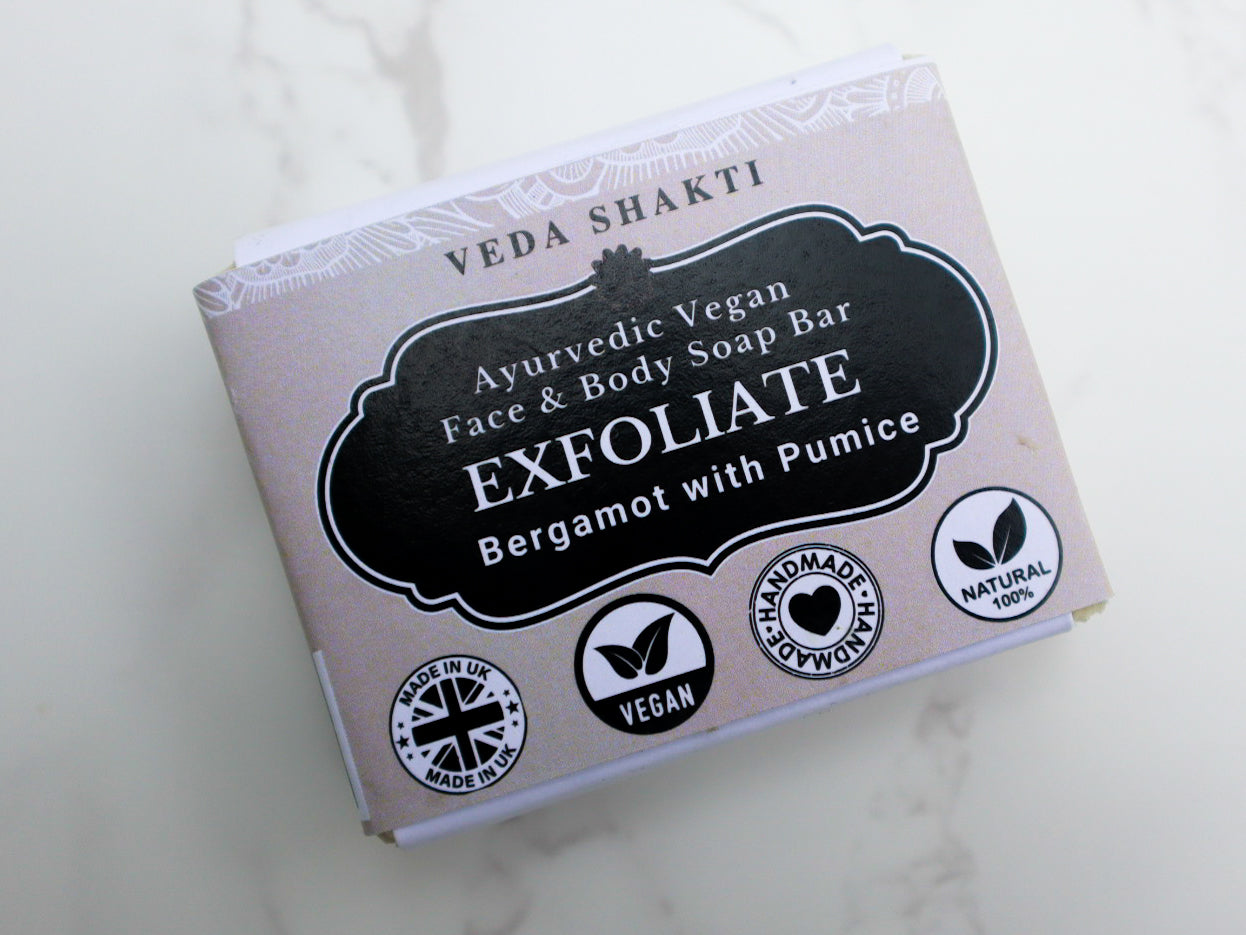 VEDA SHAKTI
Ayurvedic Vegan
Face & Body Soap Bar
EXFOLIATE
Bergamot with Pumice
MADE IN UK
MADE IN UK
VEGAN
HANDMADE • HANDMADE •
NATURAL
100%